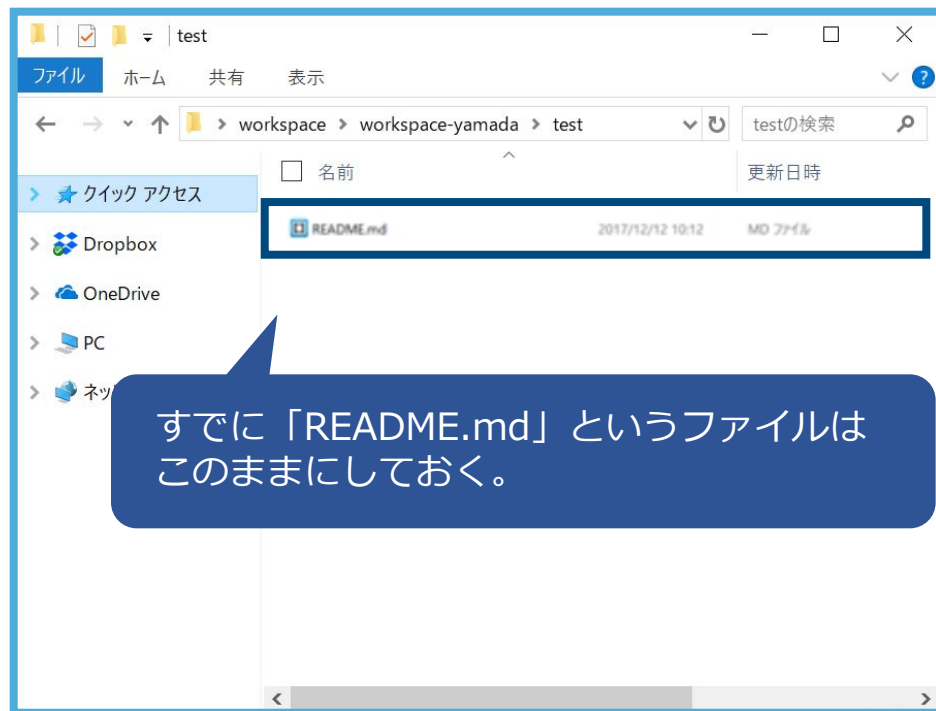 test
ファイル ホーム 共有 表示
workspace > workspace-yamada > test testの検索
名前 更新日時
クイック アクセス
README.md 2017/12/12 10:12 MD ファイル
Dropbox
OneDrive
PC
すでに「README.md」というファイルは
このままにしておく。